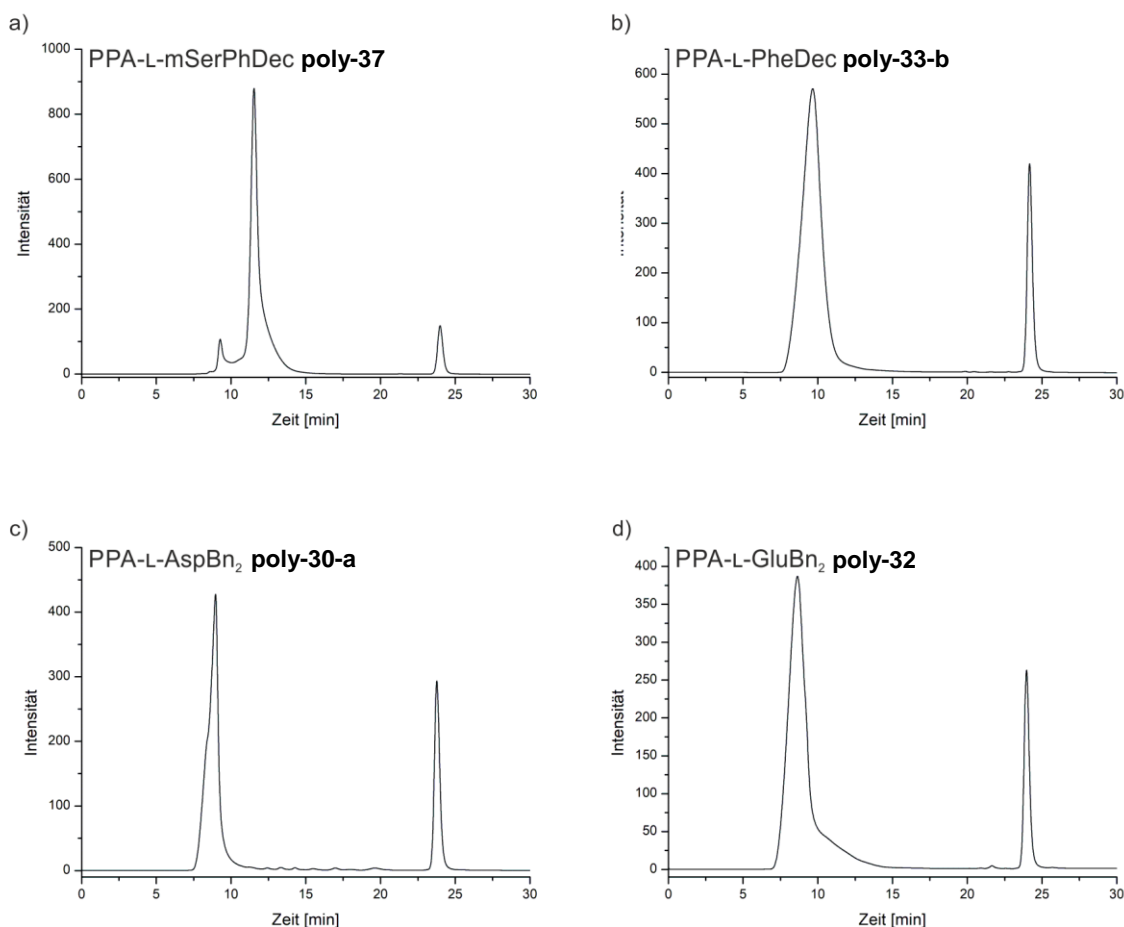 a)
PPA-L-mSerPhDec poly-37
1000
800
600
400
200
0
Intensität
0 5 10 15 20 25 30
Zeit [min]
b)
PPA-L-PheDec poly-33-b
600
500
400
300
200
100
0
Intensität
0 5 10 15 20 25 30
Zeit [min]
c)
PPA-L-AspBn₂ poly-30-a
500
400
300
200
100
0
Intensität
0 5 10 15 20 25 30
Zeit [min]
d)
PPA-L-GluBn₂ poly-32
400
350
300
250
200
150
100
50
0
Intensität
0 5 10 15 20 25 30
Zeit [min]